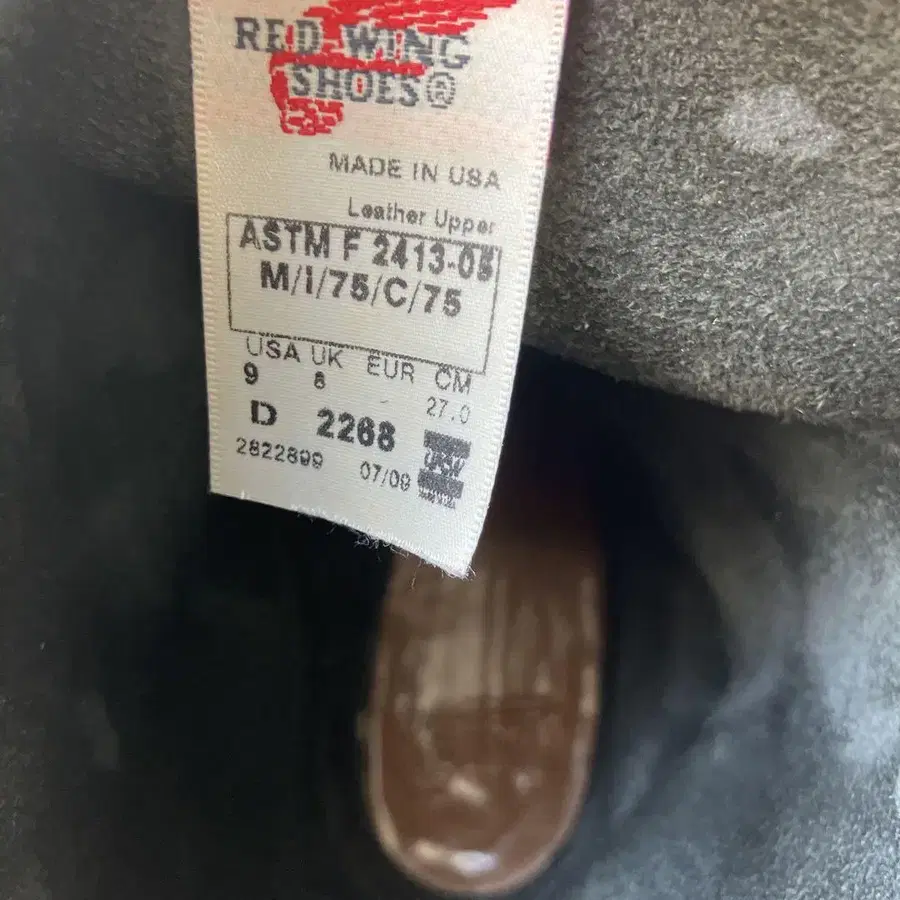 RED WING
SHOES®
MADE IN USA
Leather Upper
ASTM F 2413-05
M/I/75/C/75
USA UK EUR CM
9 8 27.0
D 2268
2822899 07/09